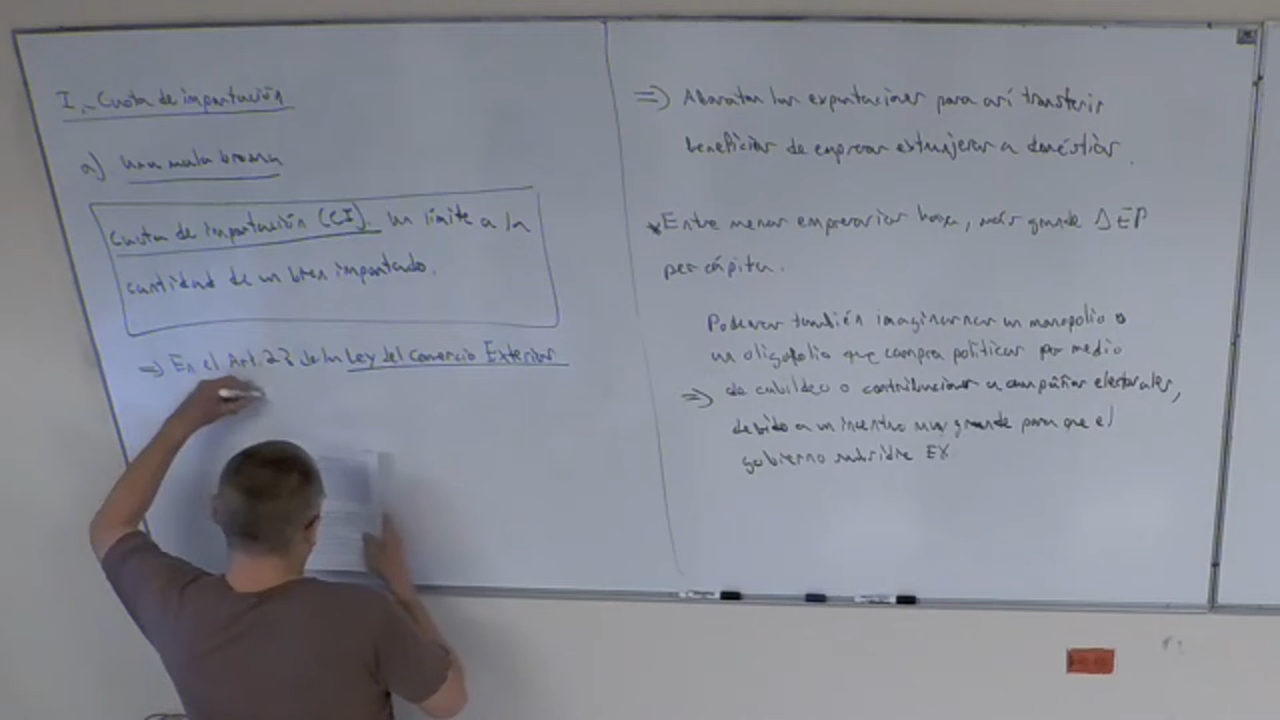 I.- Cuota de importación
a) Una mala broma
Cuota de importación (CI). Un límite a la
cantidad de un bien importado.
=> En el Art. 23 de la Ley del Comercio Exterior
=> Abaratar las exportaciones para así transferir
beneficios de empresas extranjeras a domésticas.
*Entre menos empresarios haya, más grande Δ EP
per cápita.
Podemos también imaginarnos un monopolio o
un oligopolio que compra políticos por medio
=> de cabildeo o contribuciones a campañas electorales,
debido a un incentivo muy grande para que el
gobierno subsidie EX